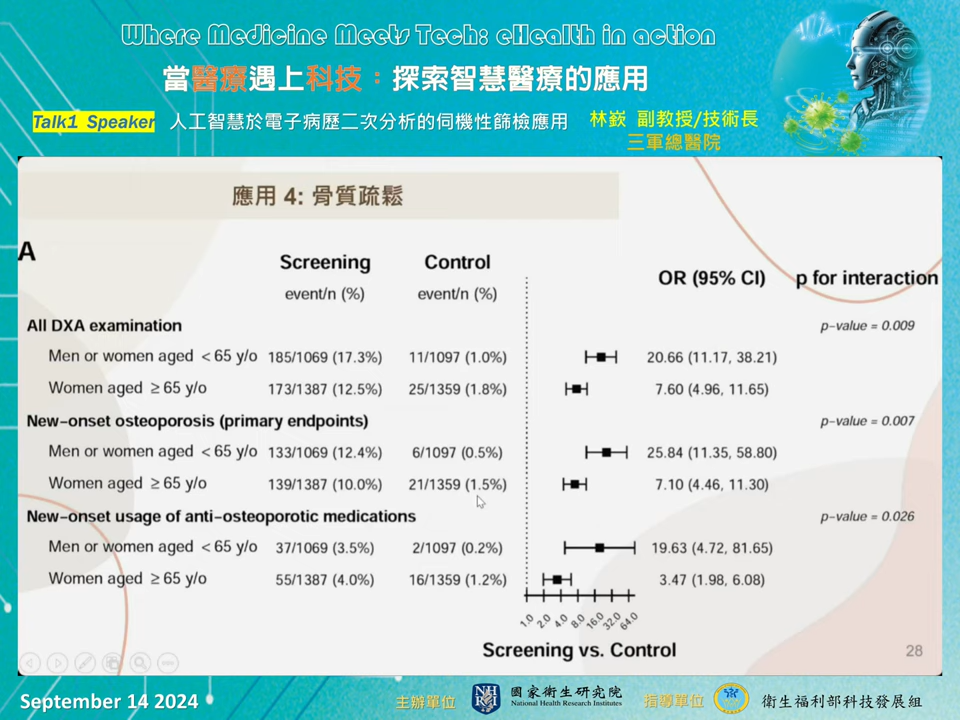 Where Medicine Meets Tech: eHealth in action
當醫療遇上科技：探索智慧醫療的應用
Talk1 Speaker 人工智慧於電子病歷二次分析的伺機性篩檢應用 林嶔 副教授/技術長
三軍總醫院
應用 4: 骨質疏鬆
A
Screening Control OR (95% CI) p for interaction
event/n (%) event/n (%)
All DXA examination p-value = 0.009
Men or women aged < 65 y/o 185/1069 (17.3%) 11/1097 (1.0%) 20.66 (11.17, 38.21)
Women aged ≥ 65 y/o 173/1387 (12.5%) 25/1359 (1.8%) 7.60 (4.96, 11.65)
New-onset osteoporosis (primary endpoints) p-value = 0.007
Men or women aged < 65 y/o 133/1069 (12.4%) 6/1097 (0.5%) 25.84 (11.35, 58.80)
Women aged ≥ 65 y/o 139/1387 (10.0%) 21/1359 (1.5%) 7.10 (4.46, 11.30)
New-onset usage of anti-osteoporotic medications p-value = 0.026
Men or women aged < 65 y/o 37/1069 (3.5%) 2/1097 (0.2%) 19.63 (4.72, 81.65)
Women aged ≥ 65 y/o 55/1387 (4.0%) 16/1359 (1.2%) 3.47 (1.98, 6.08)
1.0 2.0 4.0 8.0 16.0 32.0 64.0
Screening vs. Control
28
September 14 2024 主辦單位 NHRI 國家衛生研究院 指導單位 衛生福利部科技發展組
National Health Research Institutes